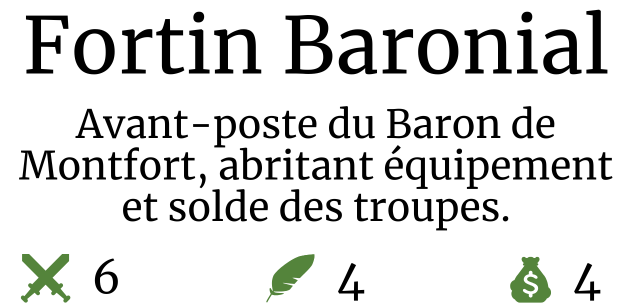 Fortin Baronial
Avant-poste du Baron de
Montfort, abritant équipement
et solde des troupes.
6 4 $ 4